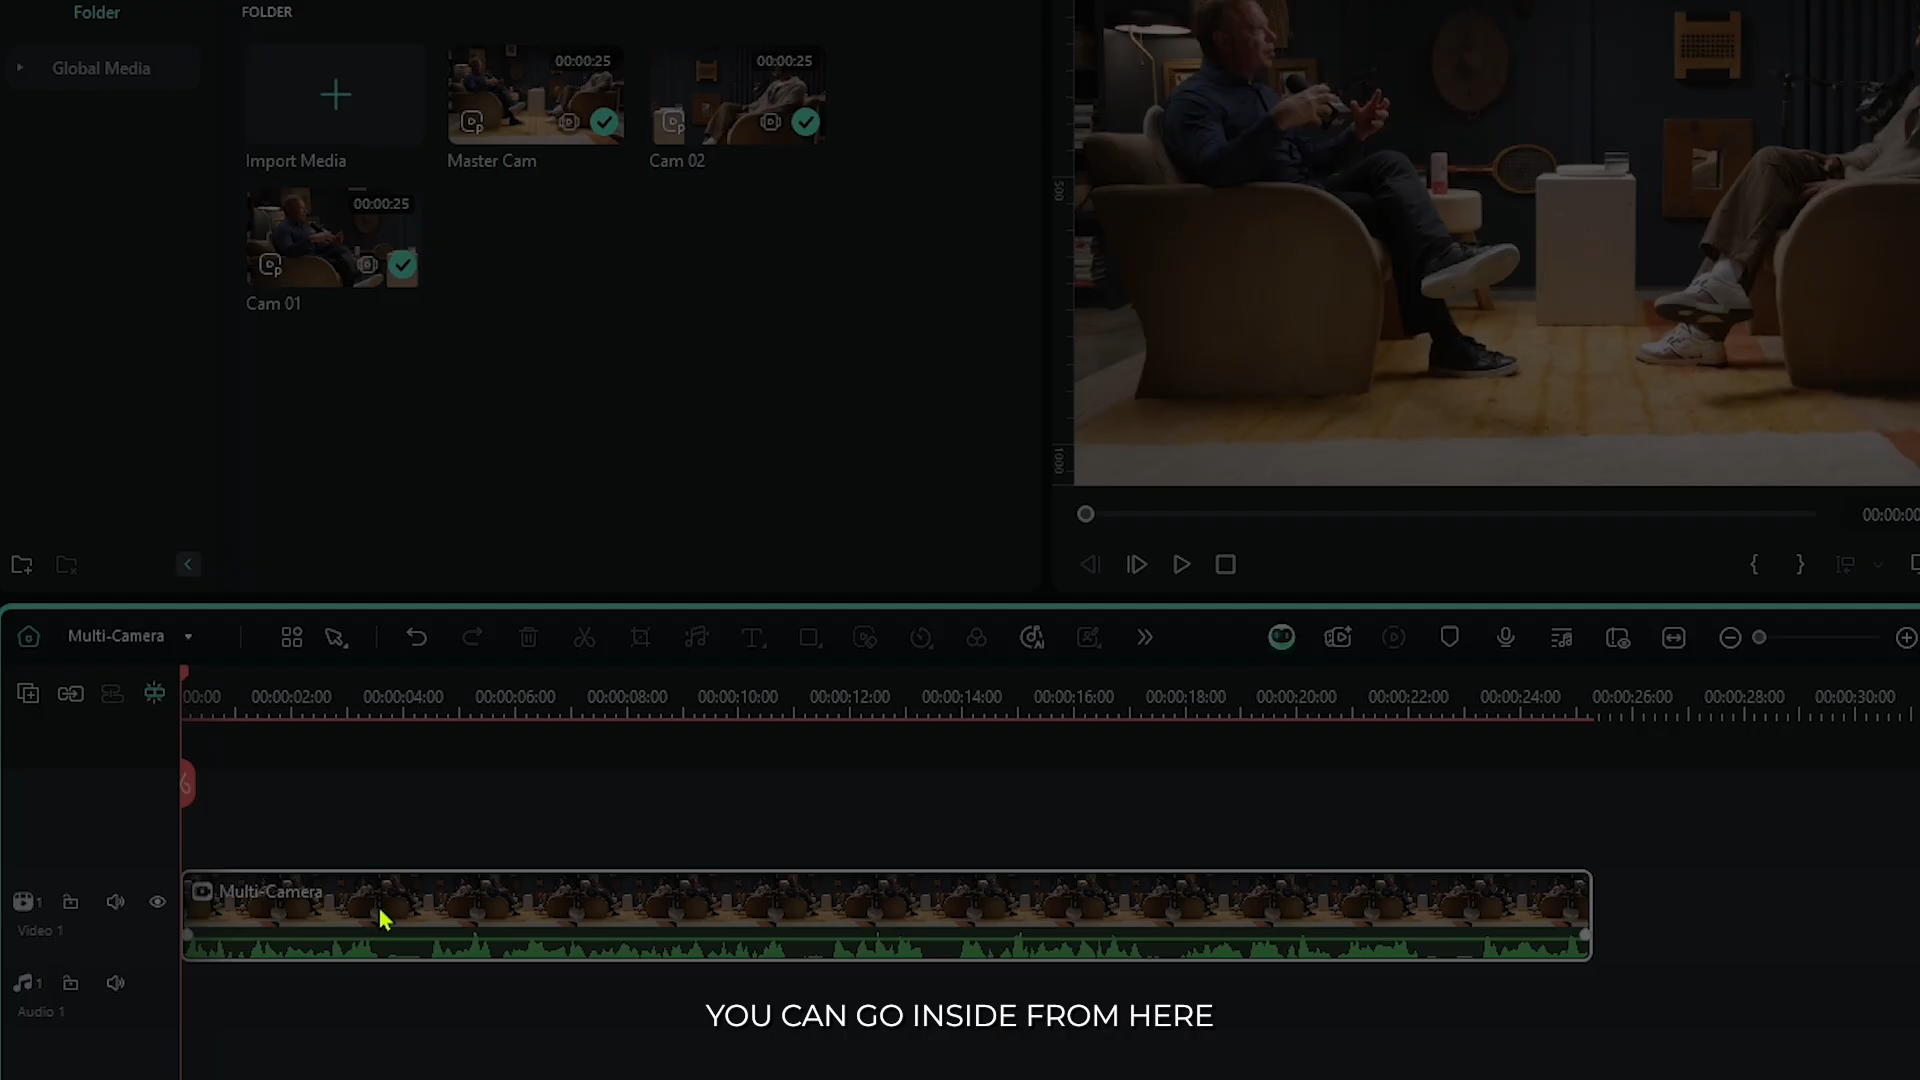 Folder
FOLDER
Global Media
00:00:25
00:00:25
Import Media
Master Cam
Cam 02
00:00:25
Cam 01
500
1000
00:00:00
Multi-Camera
00:00 00:00:02:00 00:00:04:00 00:00:06:00 00:00:08:00 00:00:10:00 00:00:12:00 00:00:14:00 00:00:16:00 00:00:18:00 00:00:20:00 00:00:22:00 00:00:24:00 00:00:26:00 00:00:28:00 00:00:30:00
Multi-Camera
1
Video 1
1
Audio 1
YOU CAN GO INSIDE FROM HERE